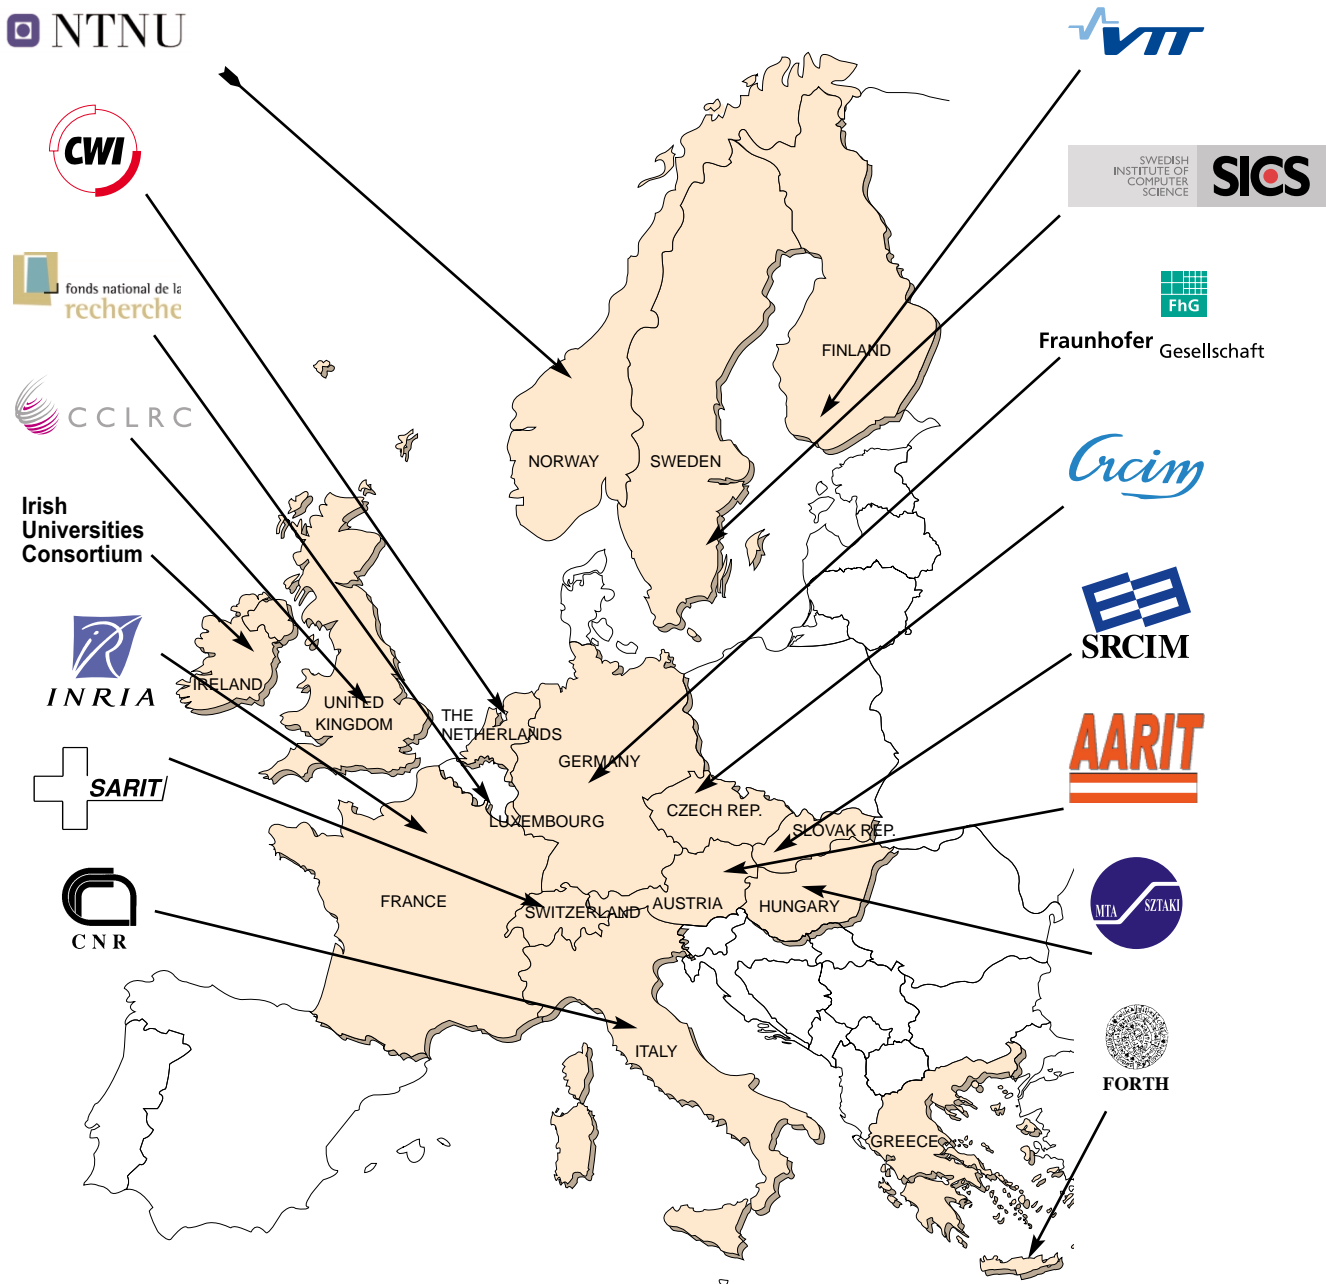 NTNU
VTT
CWI
SWEDISH
INSTITUTE OF
COMPUTER
SCIENCE
SICS
fonds national de la
recherche
FhG
Fraunhofer
Gesellschaft
FINLAND
CCLRC
NORWAY
SWEDEN
Crcim
Irish
Universities
Consortium
SRCIM
INRIA
IRELAND
UNITED
KINGDOM
THE
NETHERLANDS
GERMANY
AARIT
SARIT
LUXEMBOURG
CZECH REP.
SLOVAK REP.
FRANCE
SWITZERLAND
AUSTRIA
HUNGARY
MTA
SZTAKI
CNR
ITALY
FORTH
GREECE